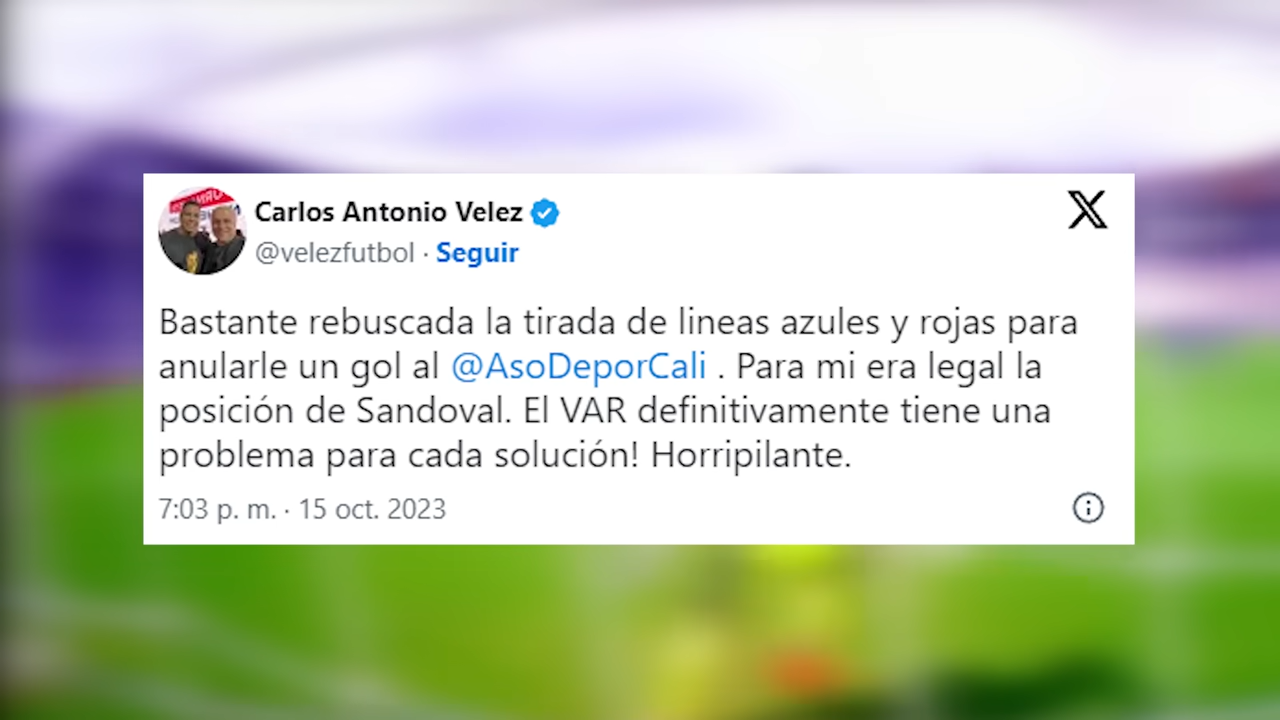 Carlos Antonio Velez
@velezfutbol · Seguir
Bastante rebuscada la tirada de lineas azules y rojas para
anularle un gol al @AsoDeporCali . Para mi era legal la
posición de Sandoval. El VAR definitivamente tiene una
problema para cada solución! Horripilante.
7:03 p. m. · 15 oct. 2023